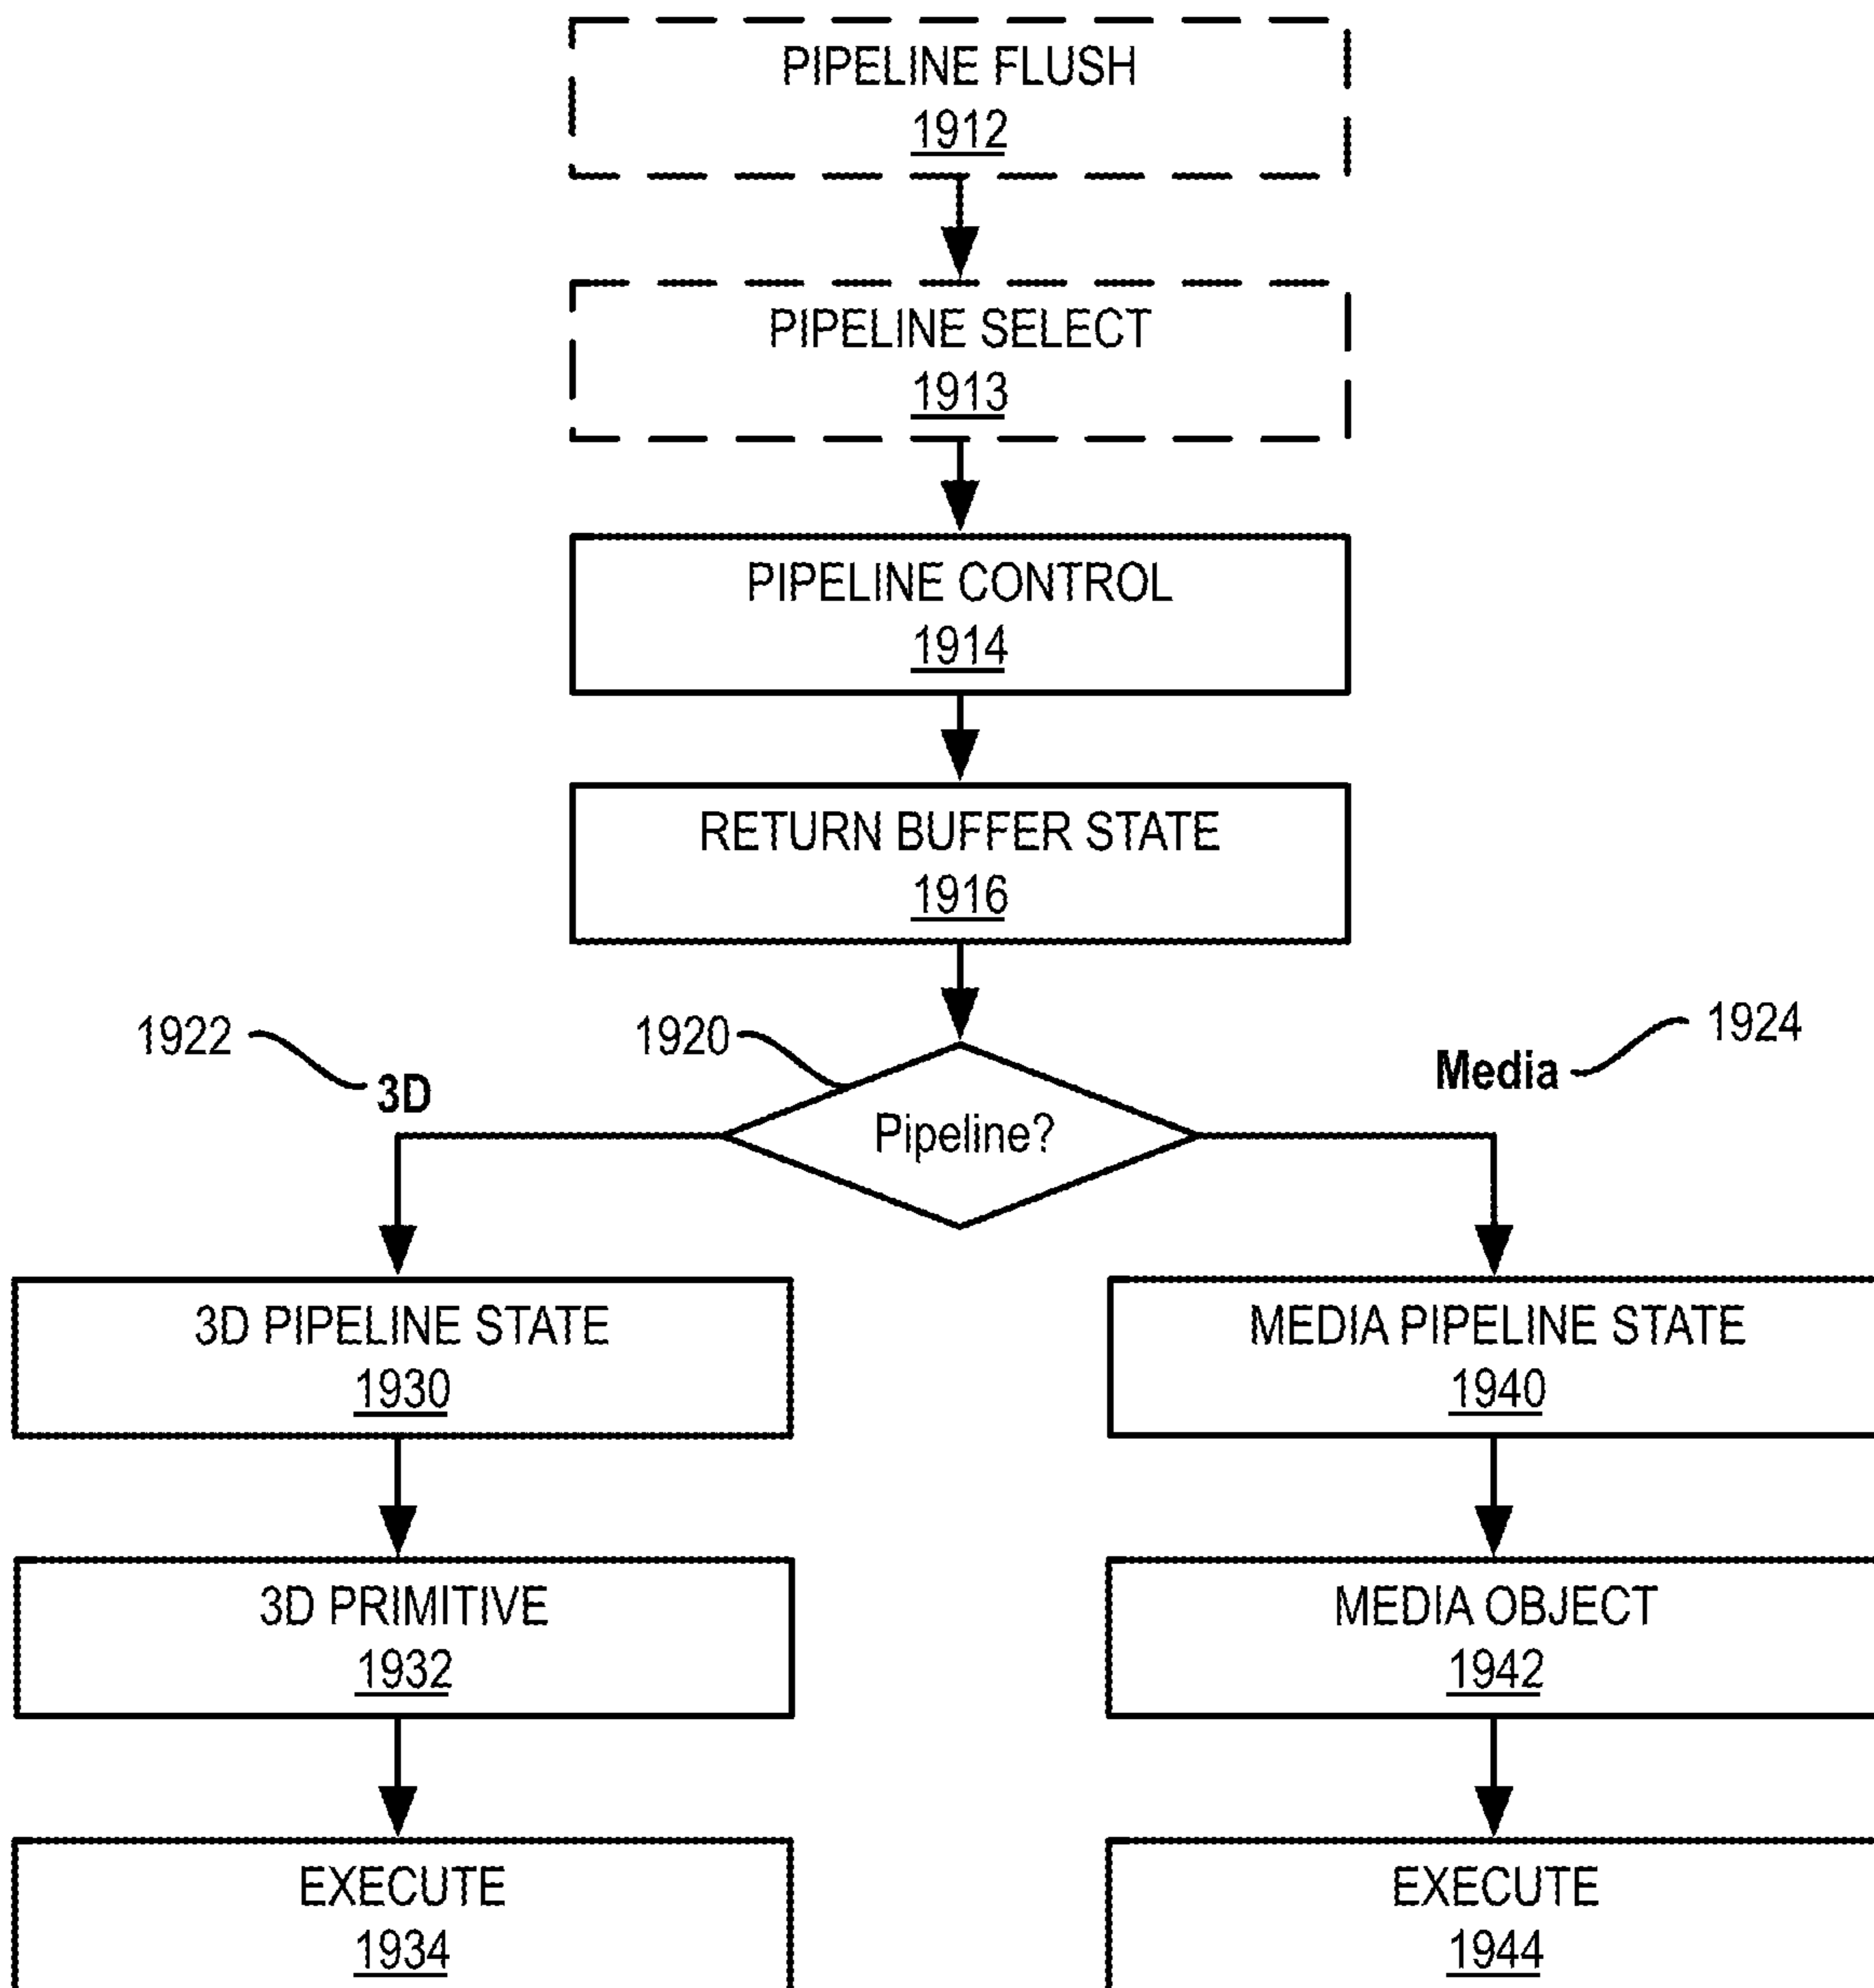 PIPELINE FLUSH
1912
PIPELINE SELECT
1913
PIPELINE CONTROL
1914
RETURN BUFFER STATE
1916
1922
3D
1920
Pipeline?
Media
1924
3D PIPELINE STATE
1930
MEDIA PIPELINE STATE
1940
3D PRIMITIVE
1932
MEDIA OBJECT
1942
EXECUTE
1934
EXECUTE
1944